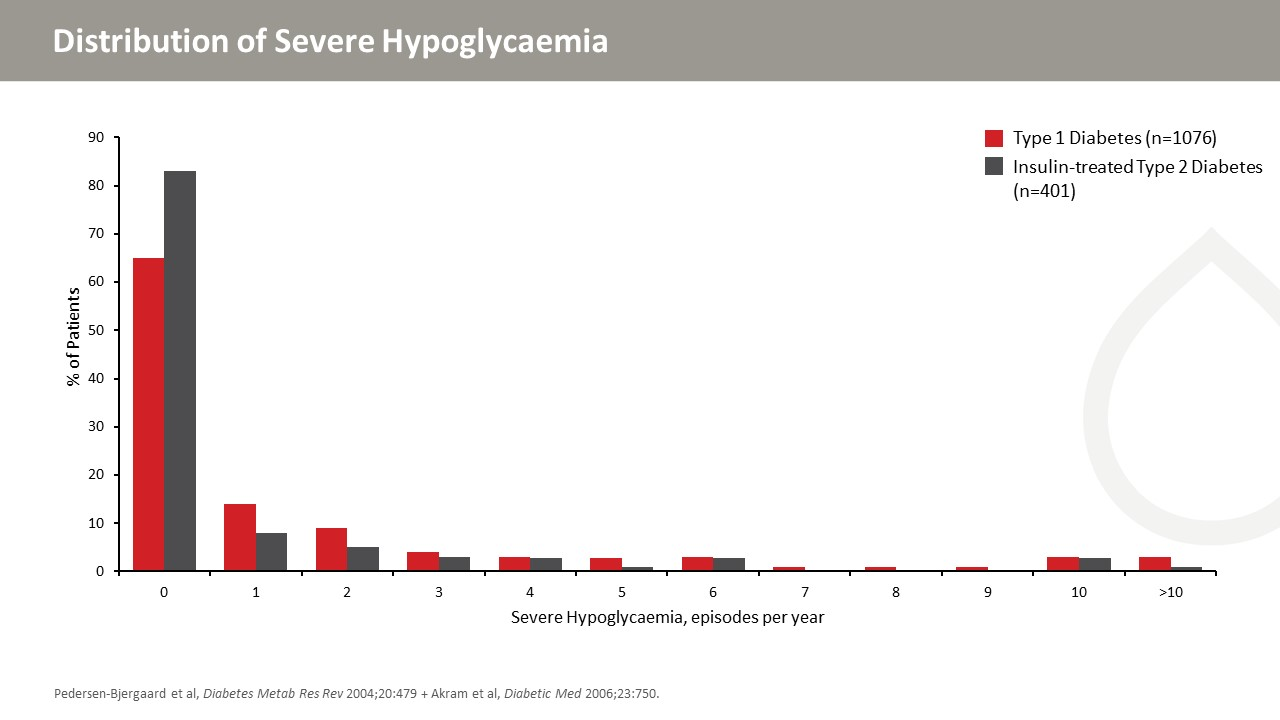 Distribution of Severe Hypoglycaemia
Type 1 Diabetes (n=1076)
Insulin-treated Type 2 Diabetes
(n=401)
% of Patients
90
80
70
60
50
40
30
20
10
0
0 1 2 3 4 5 6 7 8 9 10 >10
Severe Hypoglycaemia, episodes per year
Pedersen-Bjergaard et al, Diabetes Metab Res Rev 2004;20:479 + Akram et al, Diabetic Med 2006;23:750.